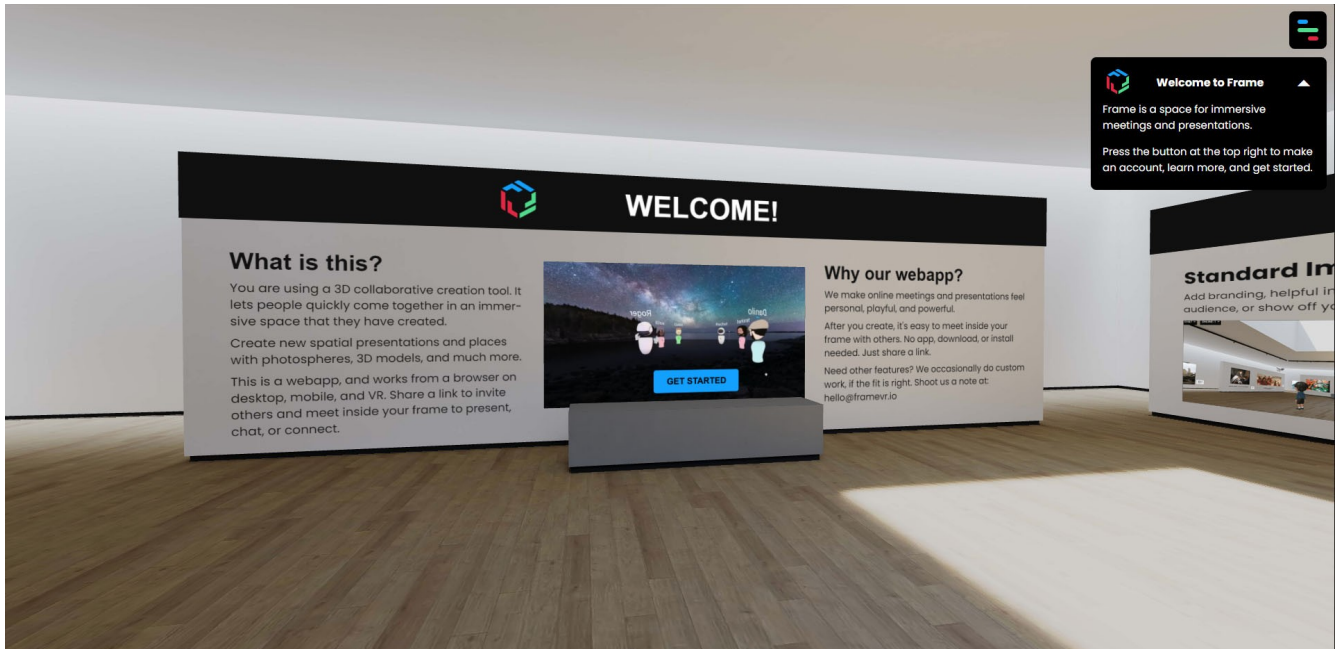 Welcome to Frame
Frame is a space for immersive
meetings and presentations.
Press the button at the top right to make
an account, learn more, and get started.
WELCOME!
What is this?
You are using a 3D collaborative creation tool. It
lets people quickly come together in an immer-
sive space that they have created.
Create new spatial presentations and places
with photospheres, 3D models, and much more.
This is a webapp, and works from a browser on
desktop, mobile, and VR. Share a link to invite
others and meet inside your frame to present,
chat, or connect.
Roger
Danilo
GET STARTED
Why our webapp?
We make online meetings and presentations feel
personal, playful, and powerful.
After you create, it's easy to meet inside your
frame with others. No app, download, or install
needed. Just share a link.
Need other features? We occasionally do custom
work, if the fit is right. Shoot us a note at:
hello@framevr.io
Standard Im
Add branding, helpful in
audience, or show off yo